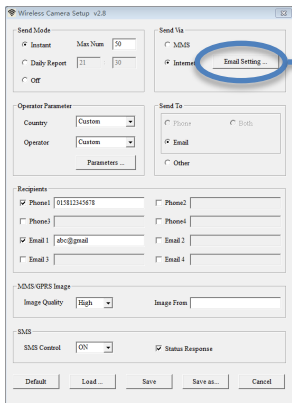 Wireless Camera Setup v2.8
Send Mode
Send Via
Instant Max Num 50
MMS
Daily Report 21 30
Internet Email Setting ...
Off
Operator Parameter
Send To
Country Custom
Phone Both
Operator Custom
Email
Parameters ...
Other
Recipients
Phone1 015812345678 Phone2
Phone3 Phone4
Email 1 abc@gmail Email 2
Email 3 Email 4
MMS/GPRS Image
Image Quality High Image From
SMS
SMS Control ON Status Response
Default Load ... Save Save as... Cancel